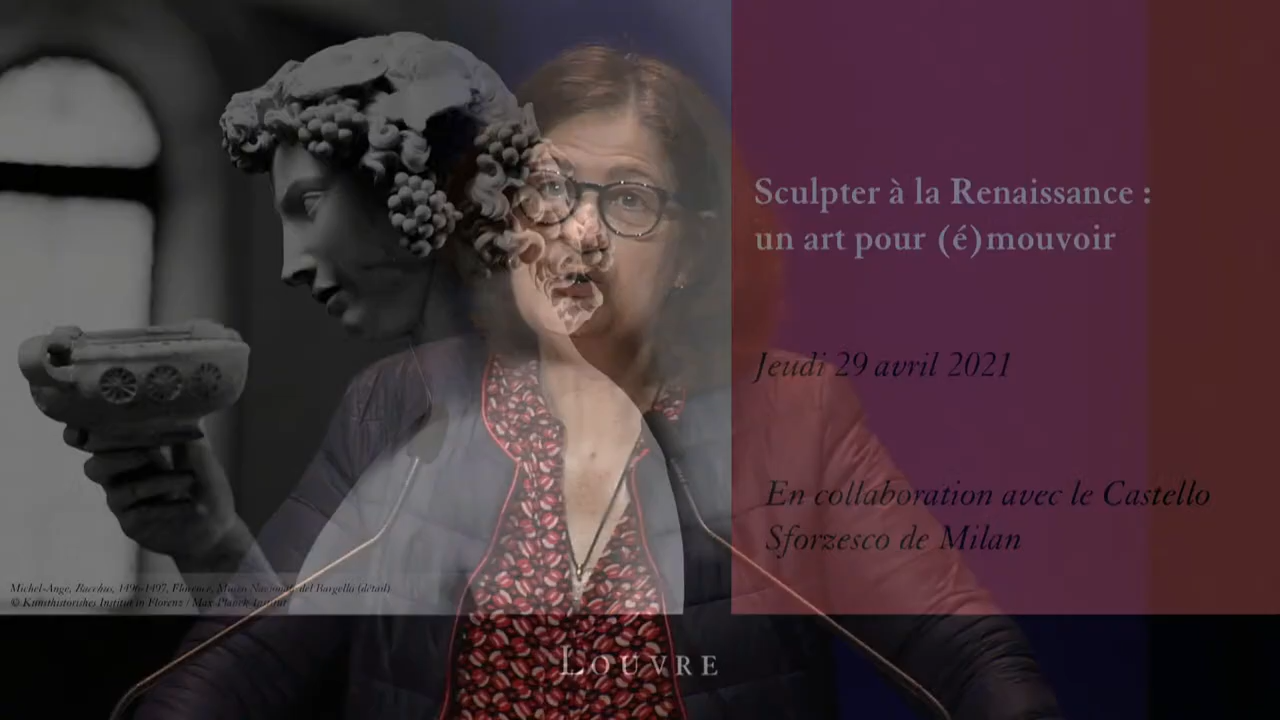 Sculpter à la Renaissance :
un art pour (é)mouvoir
Jeudi 29 avril 2021
En collaboration avec le Castello
Sforzesco de Milan
Michel-Ange, Bacchus, 1496-1497, Florence, Museo Nazionale del Bargello (détail)
© Kunsthistoriches Institut in Florenz / Max-Planck-Institut
LOUVRE